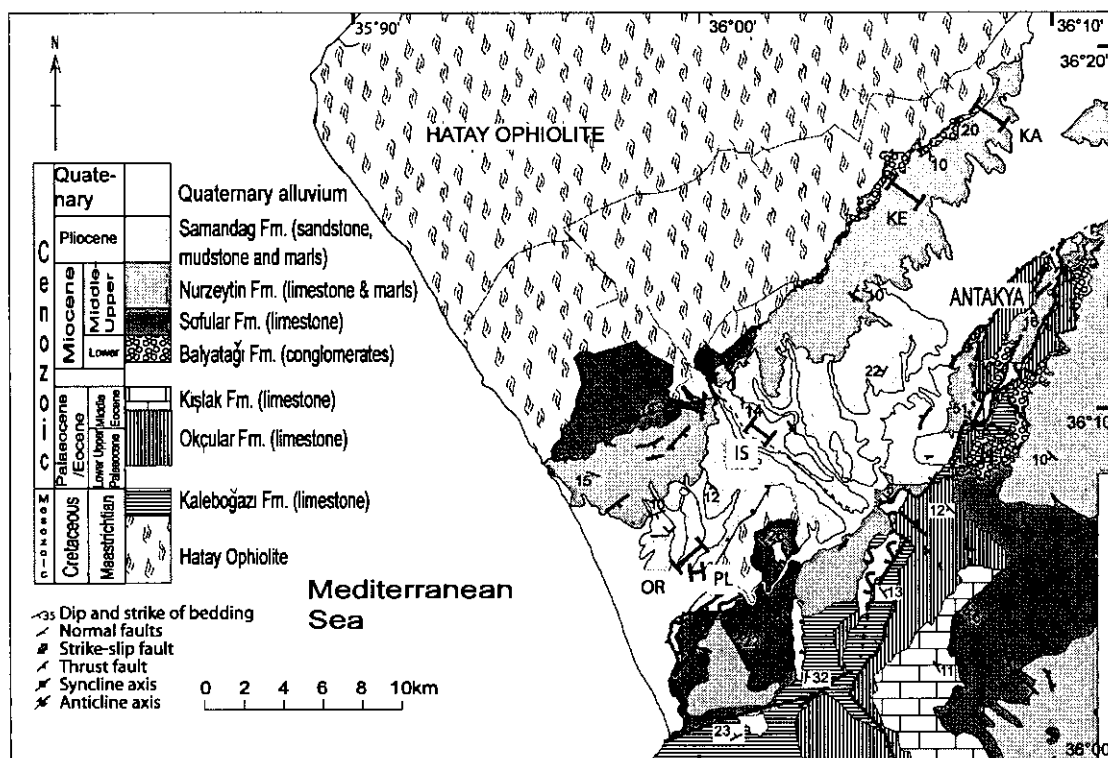 N
35°90'
36°00'
36°10'
36°20'
HATAY OPHIOLITE
20
KA
10
KE
10
ANTAKYA
22
14
IS
36°10'
10
15
12
12
OR
PL
13
32
11
23
36°00'
Cenozoic
Mesozoic
Quate-
nary
Pliocene
Miocene
Middle-
Upper
Lower
Palaeocene
/Eocene
Middle
Eocene
Lower Upper
Palaeocene
Cretaceous
Maastrichtian
Quaternary alluvium
Samandag Fm. (sandstone,
mudstone and marls)
Nurzeytin Fm. (limestone & marls)
Sofular Fm. (limestone)
Balyatağı Fm. (conglomerates)
Kışlak Fm. (limestone)
Okçular Fm. (limestone)
Kaleboğazı Fm. (limestone)
Hatay Ophiolite
Mediterranean
Sea
35 Dip and strike of bedding
Normal faults
Strike-slip fault
Thrust fault
Syncline axis
Anticline axis
0 2 4 6 8 10km